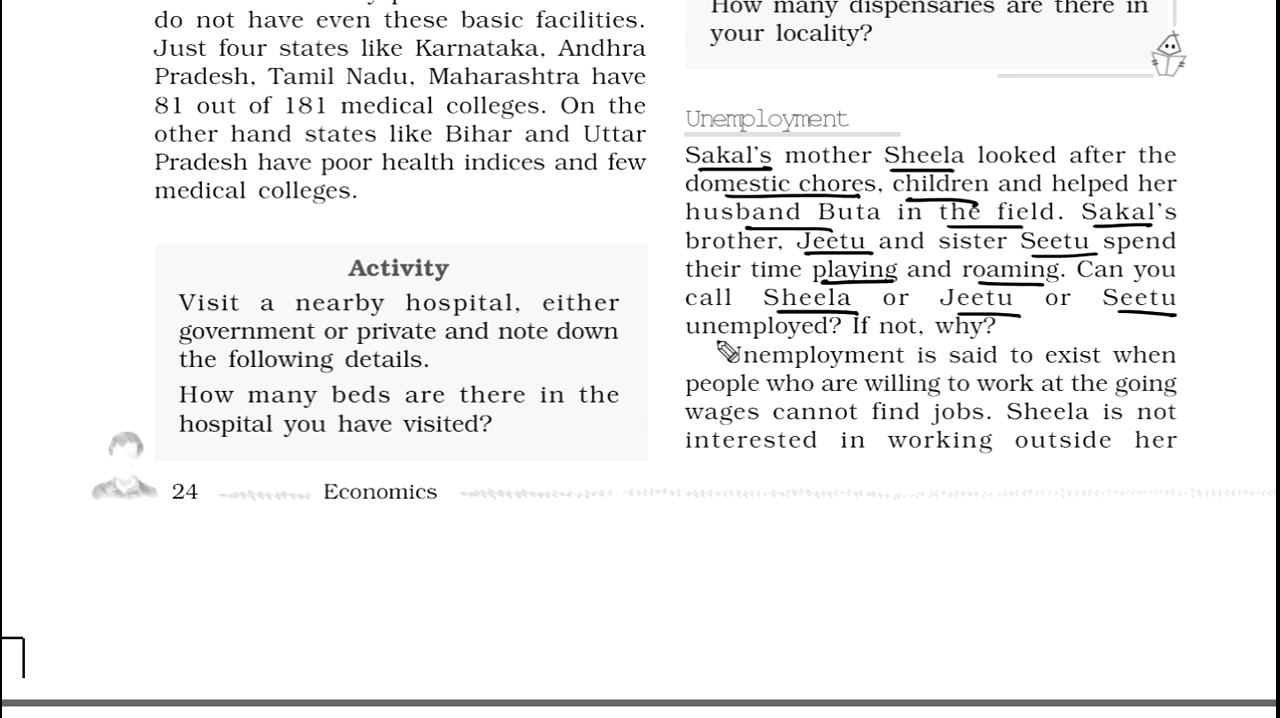 do not have even these basic facilities.
Just four states like Karnataka, Andhra
Pradesh, Tamil Nadu, Maharashtra have
81 out of 181 medical colleges. On the
other hand states like Bihar and Uttar
Pradesh have poor health indices and few
medical colleges.
Activity
Visit a nearby hospital, either
government or private and note down
the following details.
How many beds are there in the
hospital you have visited?
How many dispensaries are there in
your locality?
Unemployment
Sakal's mother Sheela looked after the
domestic chores, children and helped her
husband Buta in the field. Sakal's
brother, Jeetu and sister Seetu spend
their time playing and roaming. Can you
call Sheela or Jeetu or Seetu
unemployed? If not, why?
Unemployment is said to exist when
people who are willing to work at the going
wages cannot find jobs. Sheela is not
interested in working outside her
24 Economics